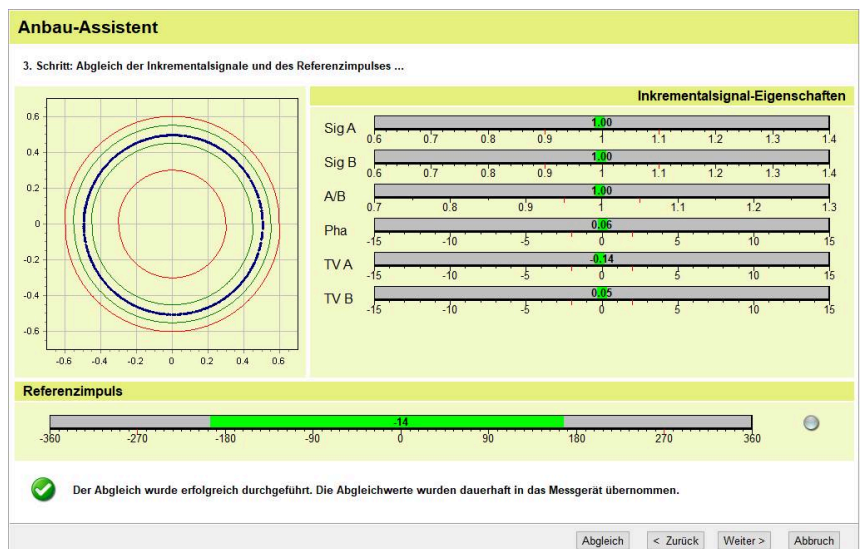 Anbau-Assistent
3. Schritt: Abgleich der Inkrementalsignale und des Referenzimpulses ...
0.6
0.4
0.2
0
-0.2
-0.4
-0.6
-0.6 -0.4 -0.2 0 0.2 0.4 0.6
Inkrementalsignal-Eigenschaften
Sig A 1.00
0.6 0.7 0.8 0.9 1 1.1 1.2 1.3 1.4
Sig B 1.00
0.6 0.7 0.8 0.9 1 1.1 1.2 1.3 1.4
A/B 1.00
0.7 0.8 0.9 1 1.1 1.2 1.3
Pha 0.06
-15 -10 -5 0 5 10 15
TV A -0.14
-15 -10 -5 0 5 10 15
TV B 0.05
-15 -10 -5 0 5 10 15
Referenzimpuls
-14
-360 -270 -180 -90 0 90 180 270 360
Der Abgleich wurde erfolgreich durchgeführt. Die Abgleichwerte wurden dauerhaft in das Messgerät übernommen.
Abgleich < Zurück Weiter > Abbruch